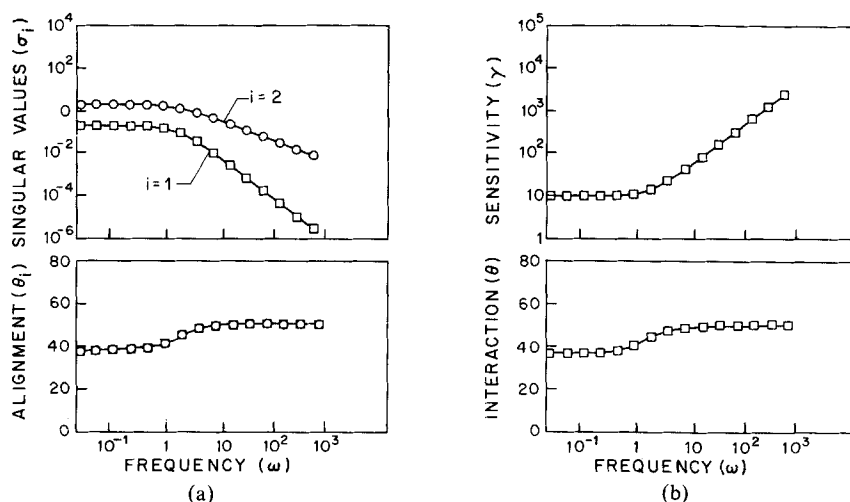 SINGULAR VALUES (σi)
10^4
10^2
0
10^-2
10^-4
10^-6
i=2
i=1
ALIGNMENT (θi)
80
60
40
20
0
10^-1 1 10 10^2 10^3
FREQUENCY (ω)
(a)
SENSITIVITY (γ)
10^5
10^4
10^3
10^2
10
1
INTERACTION (θ)
80
60
40
20
0
10^-1 1 10 10^2 10^3
FREQUENCY (ω)
(b)